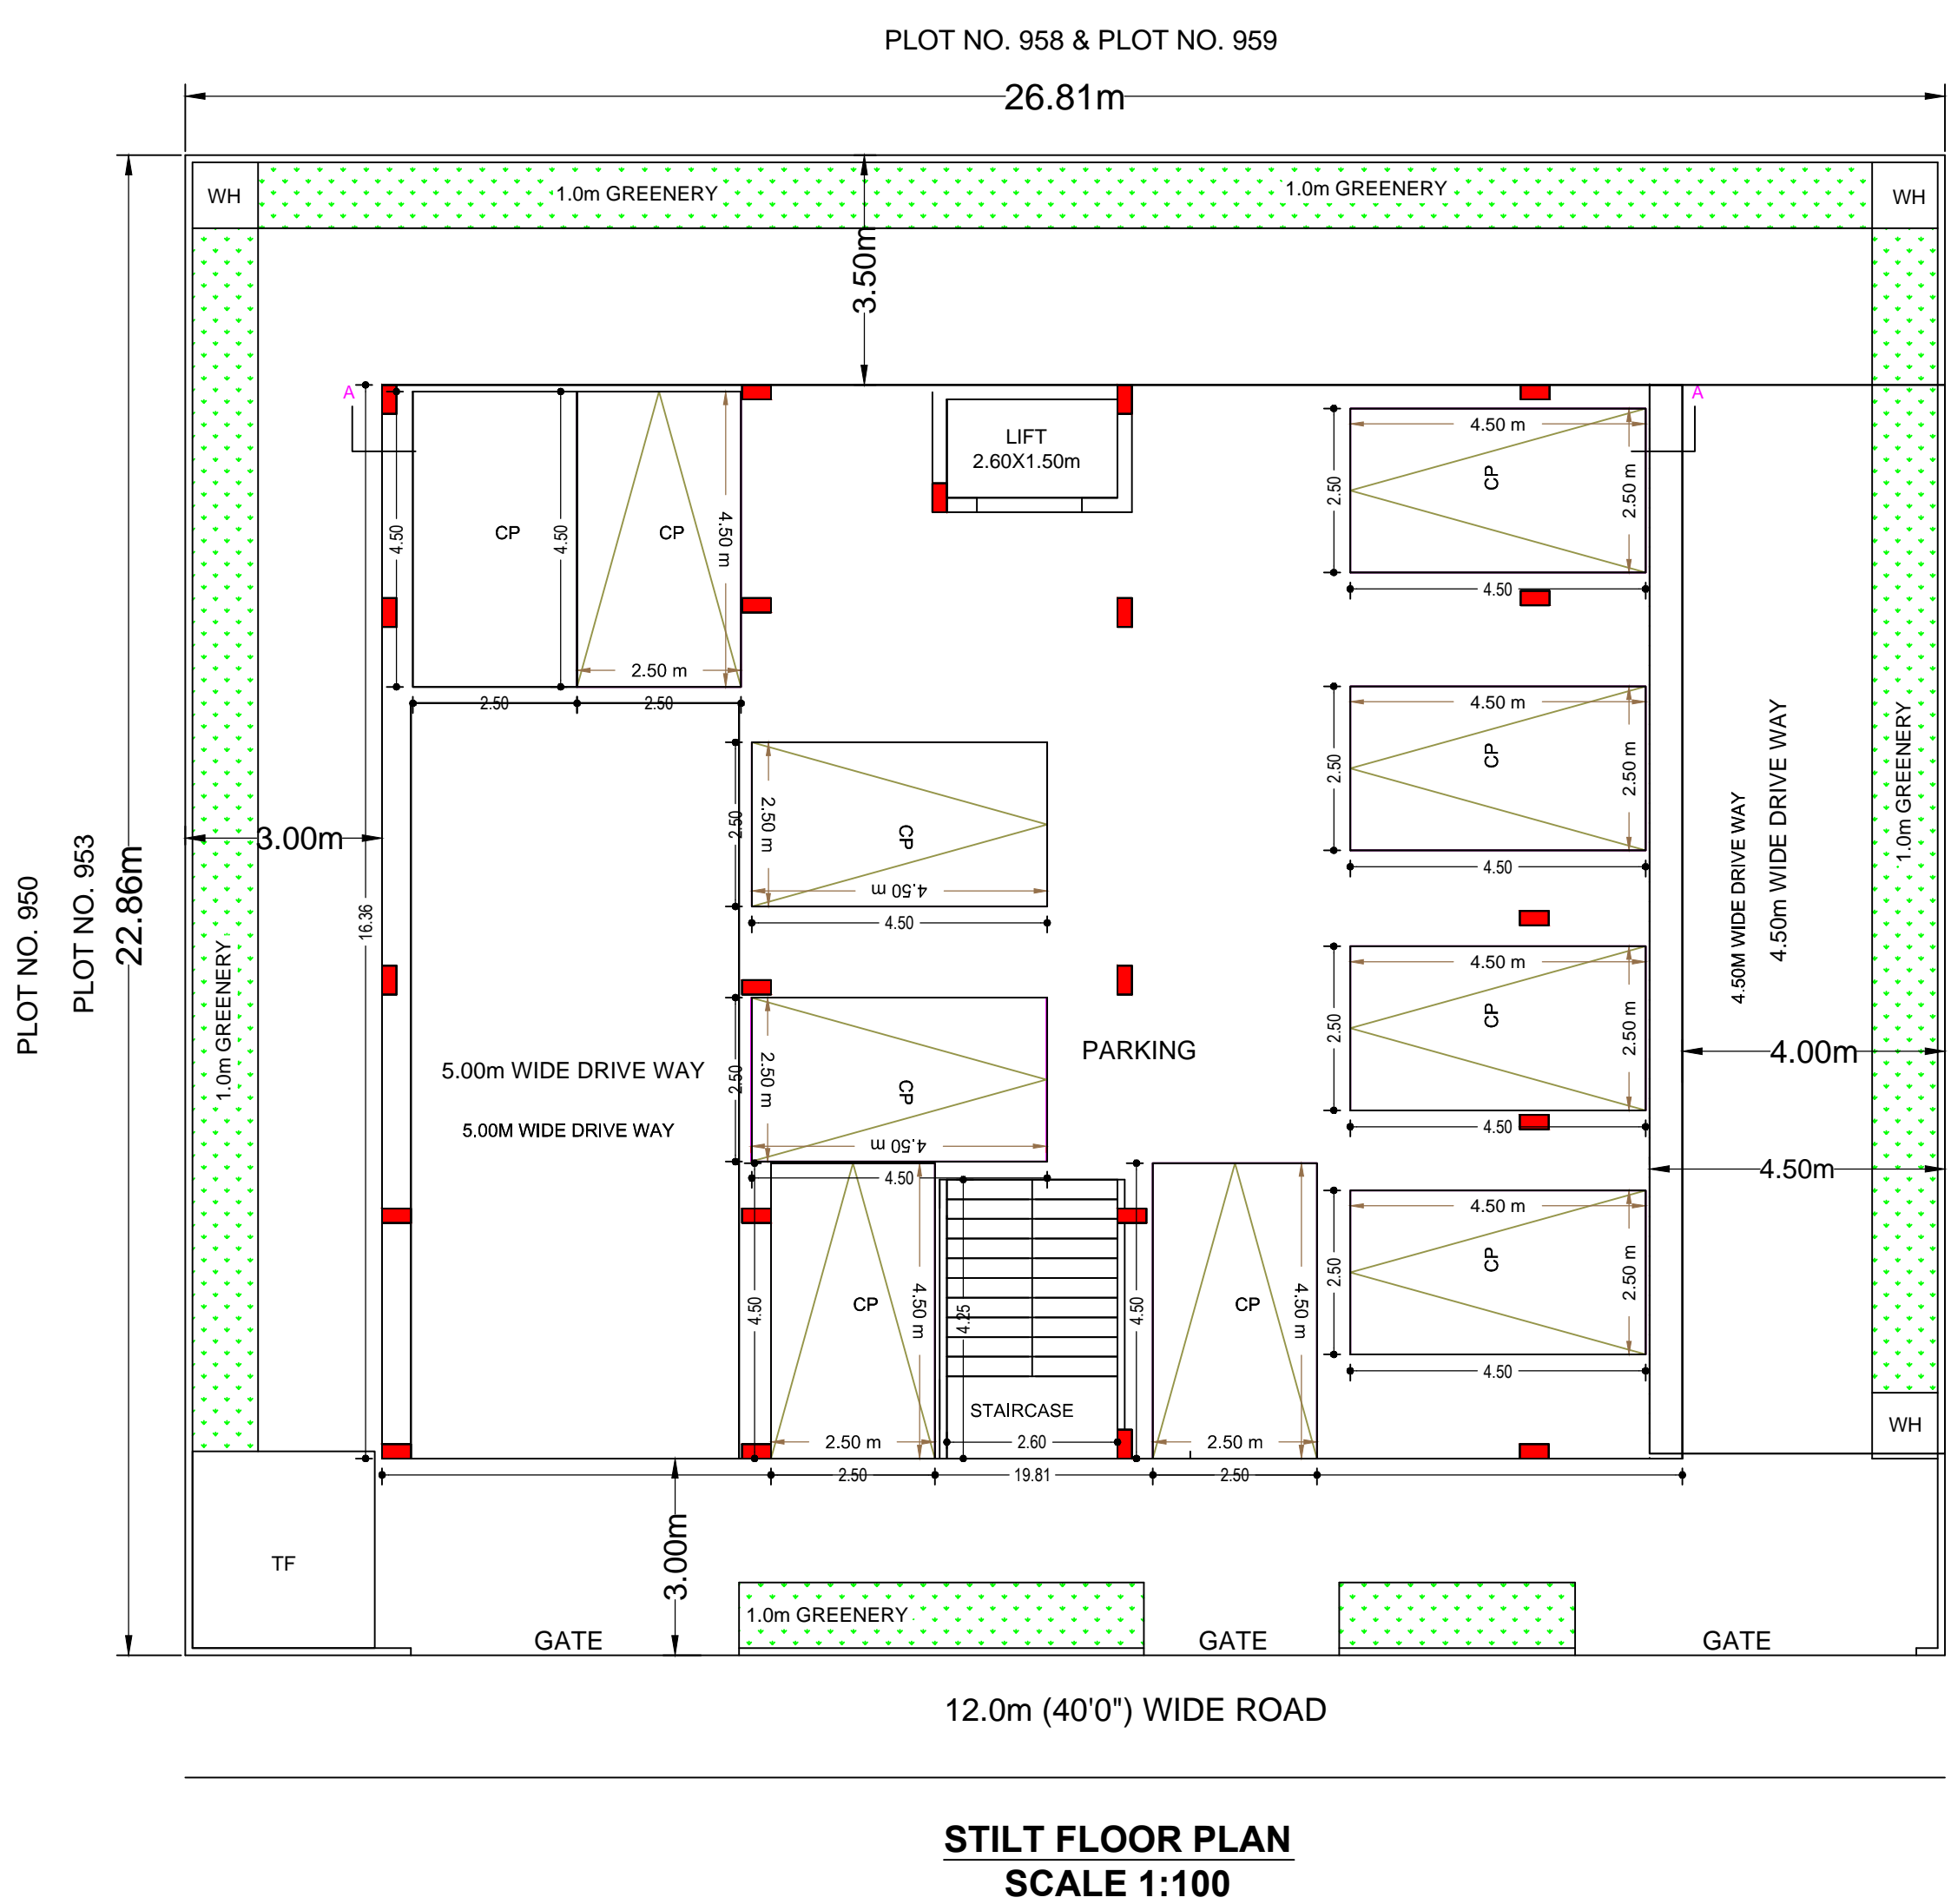 PLOT NO. 958 & PLOT NO. 959
26.81m
WH
1.0m GREENERY
1.0m GREENERY
WH
3.50m
A
A
LIFT
2.60X1.50m
4.50
CP
4.50
CP
4.50 m
2.50 m
2.50
2.50
4.50 m
2.50
CP
2.50 m
4.50
4.50 m
2.50
CP
2.50 m
4.50
4.50 m
2.50
CP
2.50 m
4.50
4.50 m
2.50
CP
2.50 m
4.50
2.50
2.50 m
CP
4.50 m
4.50
2.50
2.50 m
CP
4.50 m
4.50
PLOT NO. 950
PLOT NO. 953
22.86m
3.00m
16.36
1.0m GREENERY
5.00m WIDE DRIVE WAY
5.00M WIDE DRIVE WAY
PARKING
4.50M WIDE DRIVE WAY
4.50m WIDE DRIVE WAY
1.0m GREENERY
4.00m
4.50m
4.50
CP
4.50 m
2.50 m
4.25
STAIRCASE
2.60
4.50
CP
4.50 m
2.50 m
WH
2.50
19.81
2.50
TF
3.00m
1.0m GREENERY
GATE
GATE
GATE
12.0m (40'0") WIDE ROAD
STILT FLOOR PLAN
SCALE 1:100